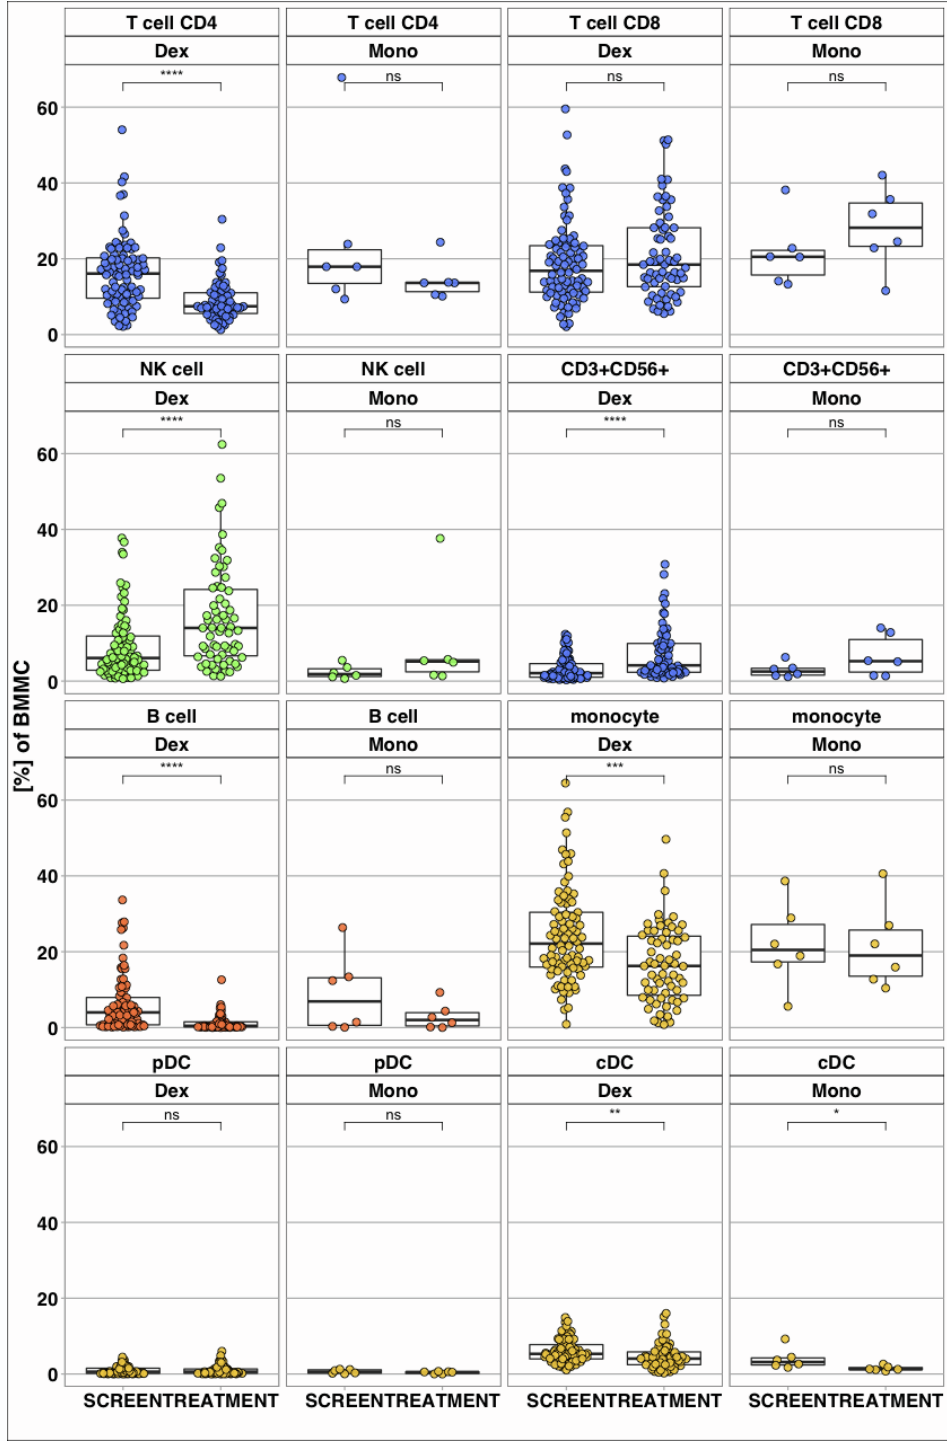 T cell CD4 T cell CD4 T cell CD8 T cell CD8
Dex Mono Dex Mono
**** ns ns ns
60
40
20
0
NK cell NK cell CD3+CD56+ CD3+CD56+
Dex Mono Dex Mono
**** ns **** ns
60
40
20
0
[%] of BMMC
B cell B cell monocyte monocyte
Dex Mono Dex Mono
**** ns *** ns
60
40
20
0
pDC pDC cDC cDC
Dex Mono Dex Mono
ns ns ** *
60
40
20
0
SCREENTREATMENT SCREENTREATMENT SCREENTREATMENT SCREENTREATMENT